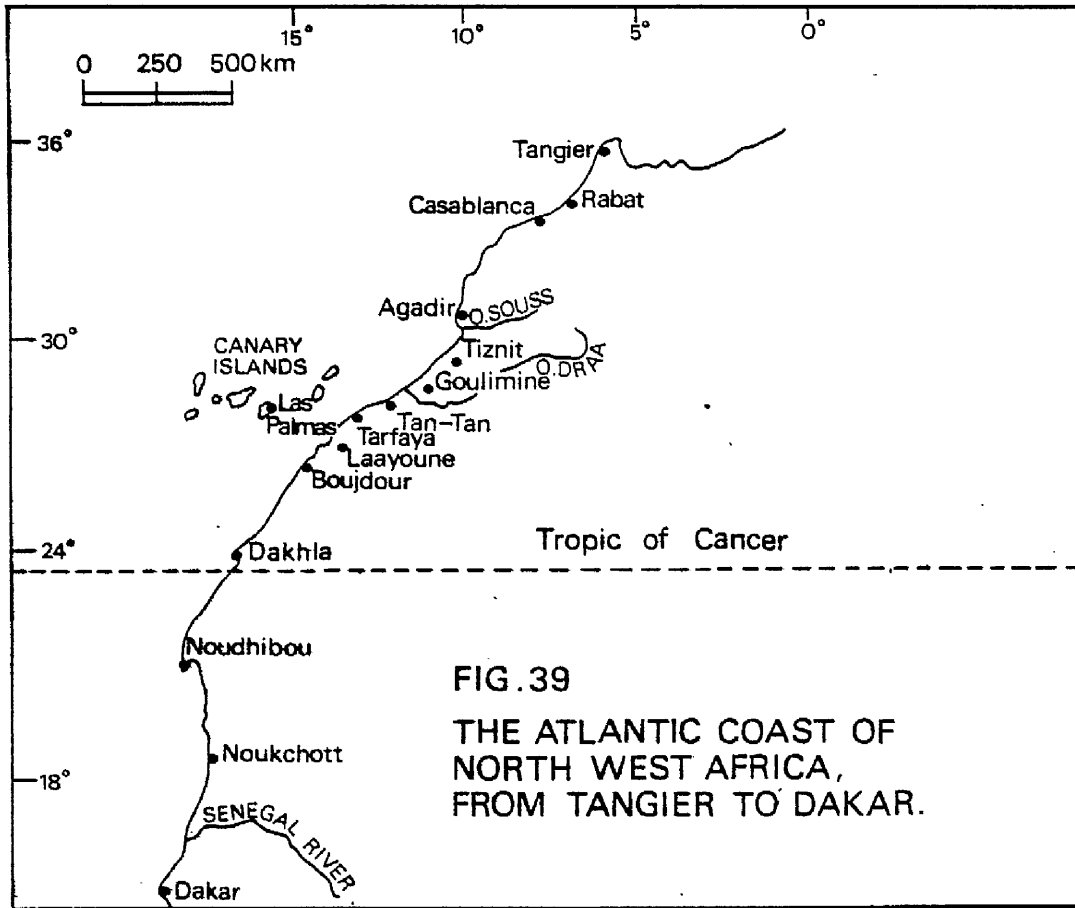 15° 10° 5° 0°
0 250 500 km
36°
Tangier
Casablanca Rabat
Agadir O.SOUSS
30°
Tiznit
CANARY
ISLANDS
O.DRAA
Goulimine
Las
Palmas
Tan-Tan
Tarfaya
Laayoune
Boujdour
24°
Dakhla
Tropic of Cancer
Noudhibou
FIG.39
THE ATLANTIC COAST OF
NORTH WEST AFRICA,
FROM TANGIER TO DAKAR.
Noukchott
18°
SENEGAL RIVER
Dakar